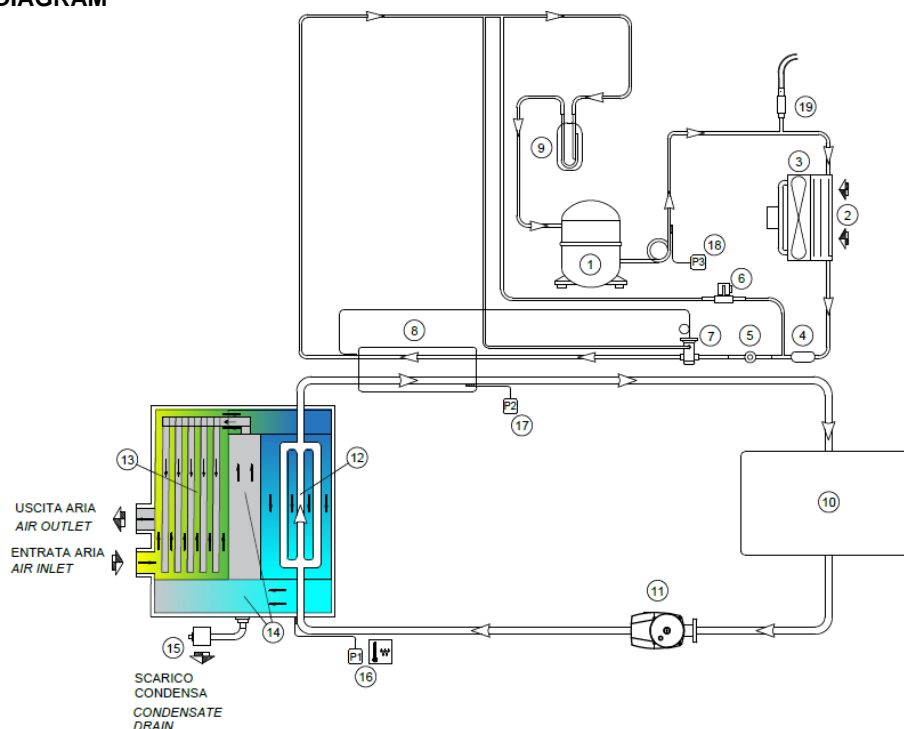 DIAGRAM
19
3
9
2
18
1
P3
6
8
7
5
4
P2
17
13
12
10
USCITA ARIA
AIR OUTLET
ENTRATA ARIA
AIR INLET
11
14
15
P1
16
SCARICO
CONDENSA
CONDENSATE
DRAIN